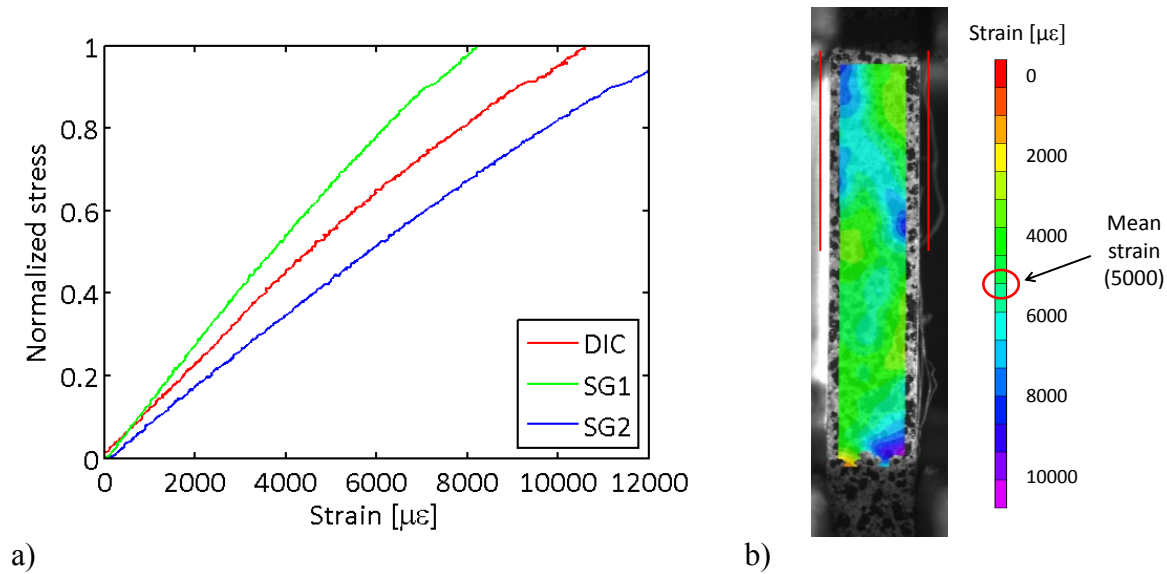 1
0.8
0.6
0.4
0.2
0
Normalized stress
0 2000 4000 6000 8000 10000 12000
Strain [με]
DIC
SG1
SG2
a)
Strain [με]
0
2000
4000
6000
8000
10000
Mean
strain
(5000)
b)